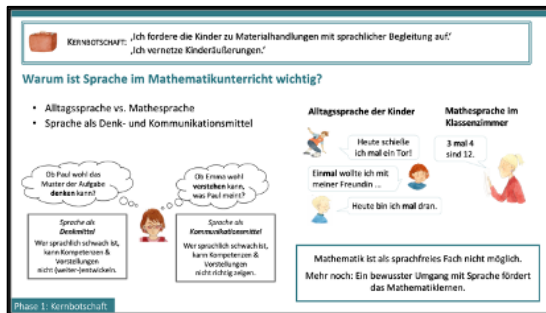 KERNBOTSCHAFT: ‚Ich fordere die Kinder zu Materialhandlungen mit sprachlicher Begleitung auf.‘
‚Ich vernetze Kinderäußerungen.‘
Warum ist Sprache im Mathematikunterricht wichtig?
• Alltagssprache vs. Mathesprache
• Sprache als Denk- und Kommunikationsmittel
Ob Paul wohl das
Muster der Aufgabe
denken kann?
Ob Emma wohl
verstehen kann,
was Paul meint?
Sprache als
Denkmittel
Wer sprachlich schwach ist,
kann Kompetenzen &
Vorstellungen
nicht (weiter-)entwickeln.
Sprache als
Kommunikationsmittel
Wer sprachlich schwach ist,
kann Kompetenzen &
Vorstellungen
nicht richtig zeigen.
Alltagssprache der Kinder
Heute schieße
ich mal ein Tor!
Einmal wollte ich mit
meiner Freundin ...
Heute bin ich mal dran.
Mathesprache im
Klassenzimmer
3 mal 4
sind 12.
Mathematik ist als sprachfreies Fach nicht möglich.
Mehr noch: Ein bewusster Umgang mit Sprache fördert
das Mathematiklernen.
Phase 1: Kernbotschaft